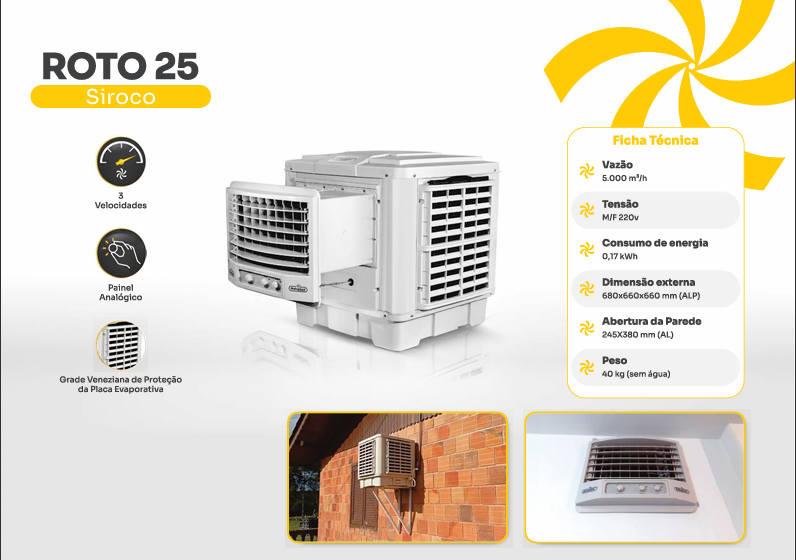 ROTO 25
Siroco
3
Velocidades
Painel
Analógico
Grade Veneziana de Proteção
da Placa Evaporativa
Ficha Técnica
Vazão
5.000 m³/h
Tensão
M/F 220v
Consumo de energia
0,17 kWh
Dimensão externa
680x660x660 mm (ALP)
Abertura da Parede
245X380 mm (AL)
Peso
40 kg (sem água)